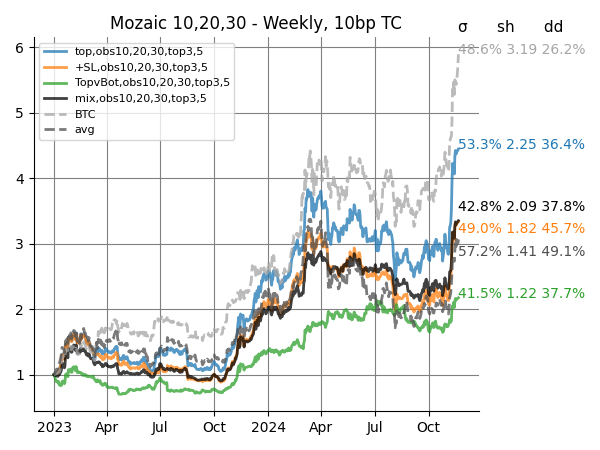 Mozaic 10,20,30 - Weekly, 10bp TC
σ sh dd
top,obs10,20,30,top3,5
+SL,obs10,20,30,top3,5
TopvBot,obs10,20,30,top3,5
mix,obs10,20,30,top3,5
BTC
avg
48.6% 3.19 26.2%
53.3% 2.25 36.4%
42.8% 2.09 37.8%
49.0% 1.82 45.7%
57.2% 1.41 49.1%
41.5% 1.22 37.7%
6
5
4
3
2
1
2023 Apr Jul Oct 2024 Apr Jul Oct